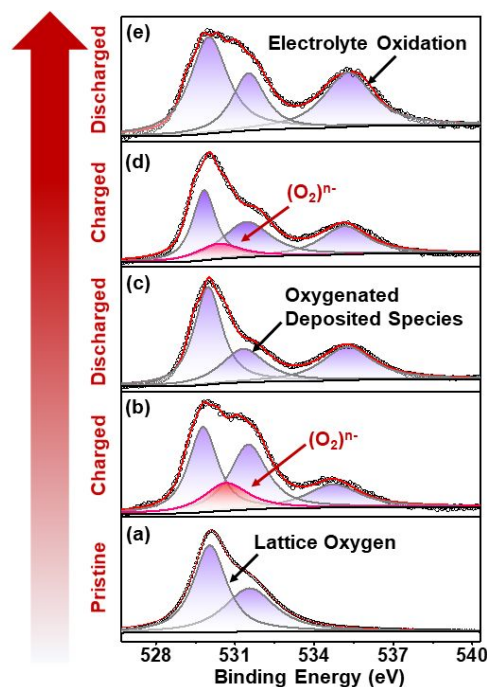 (e)
Electrolyte Oxidation
Discharged
(d)
(O₂)ⁿ⁻
Charged
(c)
Oxygenated
Deposited Species
Discharged
(b)
(O₂)ⁿ⁻
Charged
(a)
Lattice Oxygen
Pristine
528 531 534 537 540
Binding Energy (eV)